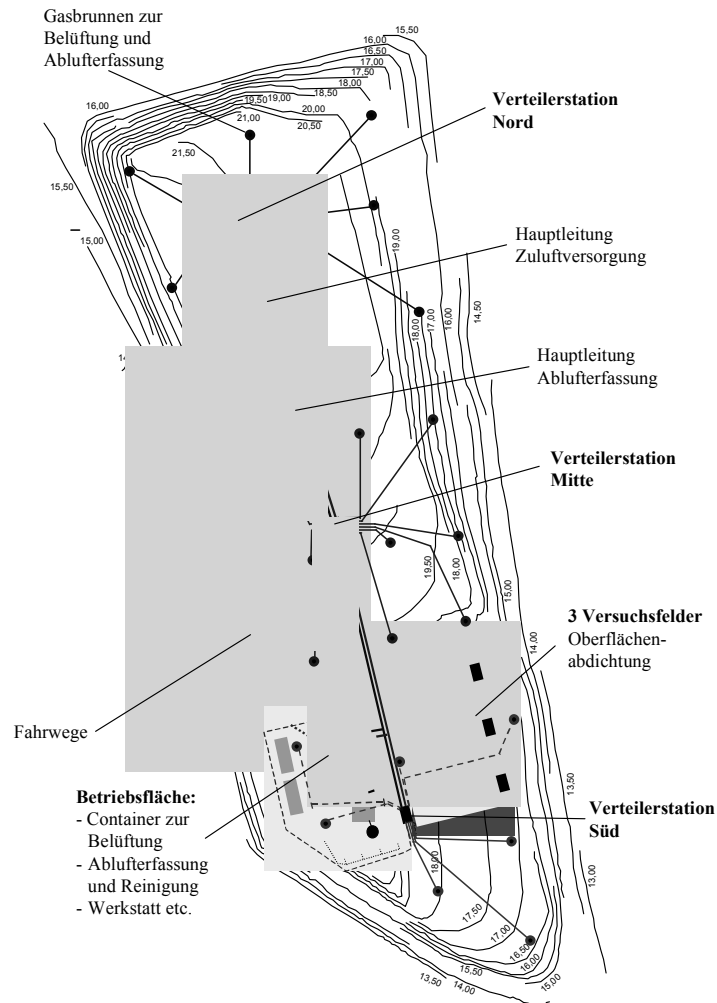 Gasbrunnen zur
Belüftung und
Ablufterfassung
Verteilerstation
Nord
Hauptleitung
Zuluftversorgung
Hauptleitung
Ablufterfassung
Verteilerstation
Mitte
3 Versuchsfelder
Oberflächen-
abdichtung
Fahrwege
Betriebsfläche:
- Container zur
Belüftung
- Ablufterfassung
und Reinigung
- Werkstatt etc.
Verteilerstation
Süd
15,50
16,00
16,50
17,00
17,50
18,00
18,50
19,00
19,50
20,00
20,50
21,00
21,50
16,00
15,50
15,00
19,00
18,00
17,00
16,00
14,50
19,50
18,00
15,00
14,00
13,50
13,00
18,00
17,50
17,00
16,50
16,00
15,50
15,00
14,00
13,50